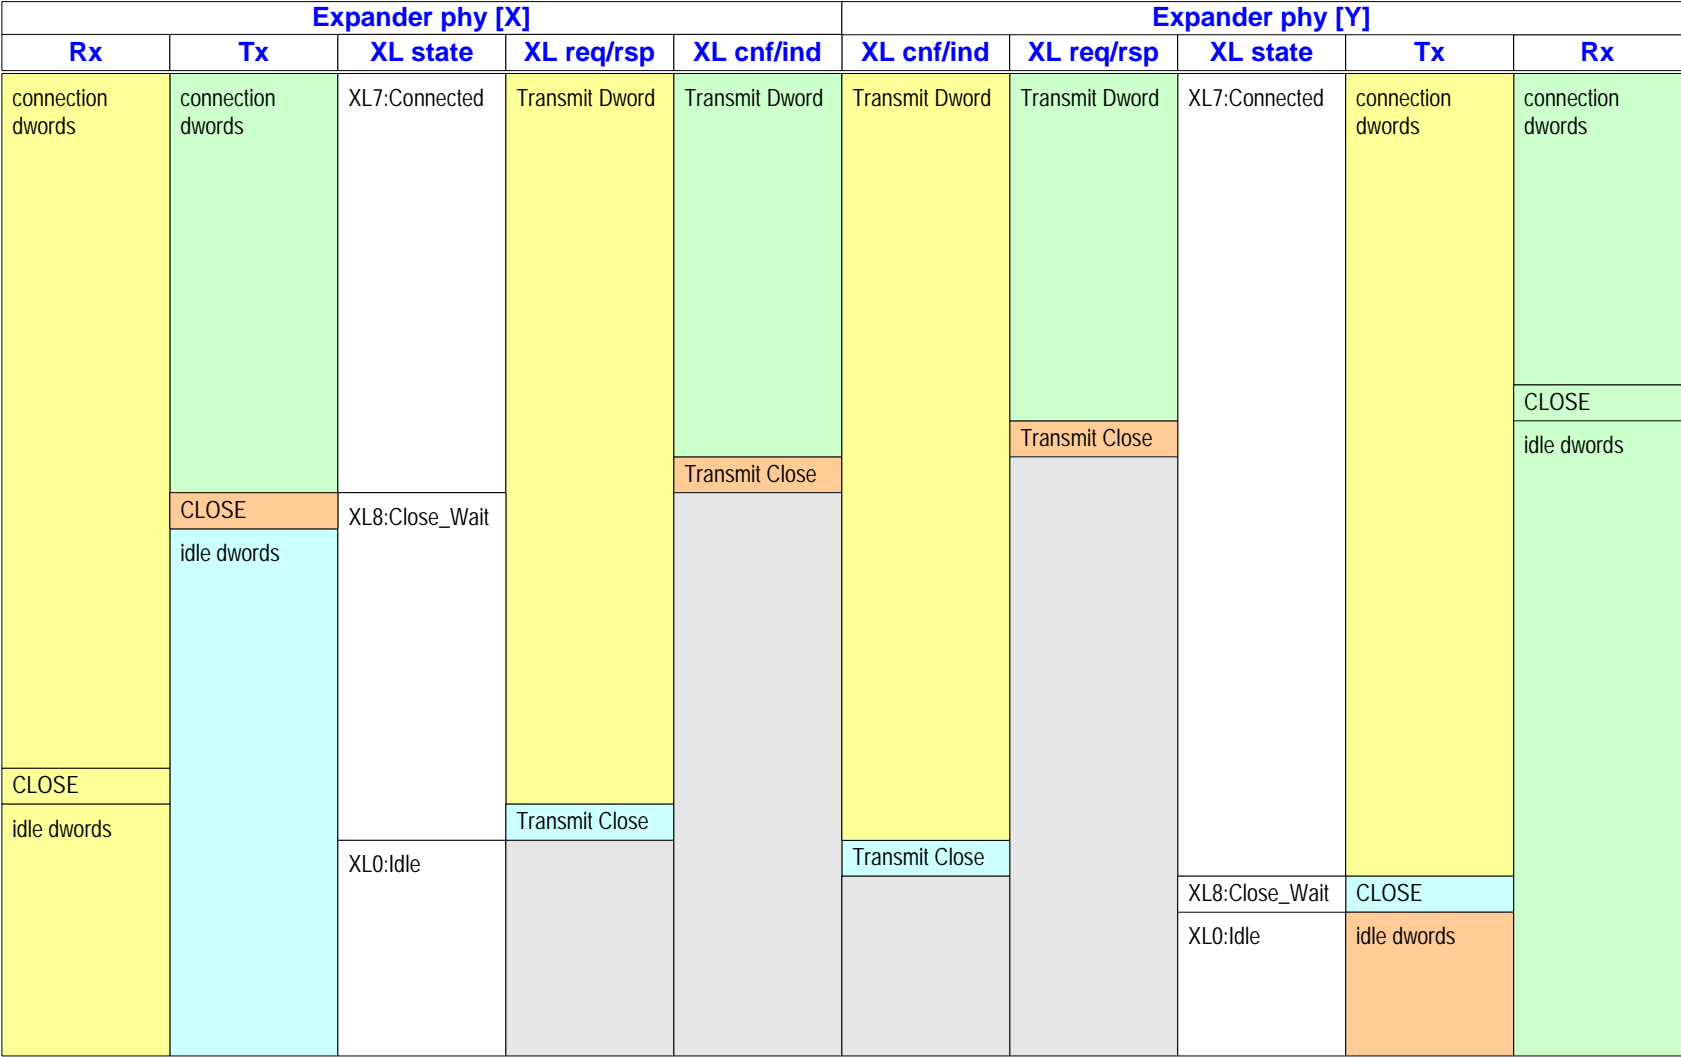 Expander phy [X] Expander phy [Y]
Rx Tx XL state XL req/rsp XL cnf/ind XL cnf/ind XL req/rsp XL state Tx Rx
connection connection XL7:Connected Transmit Dword Transmit Dword Transmit Dword Transmit Dword XL7:Connected connection connection
dwords dwords dwords dwords
CLOSE
Transmit Close idle dwords
Transmit Close
CLOSE XL8:Close_Wait
idle dwords
CLOSE
idle dwords Transmit Close
XL0:Idle Transmit Close
XL8:Close_Wait CLOSE
XL0:Idle idle dwords